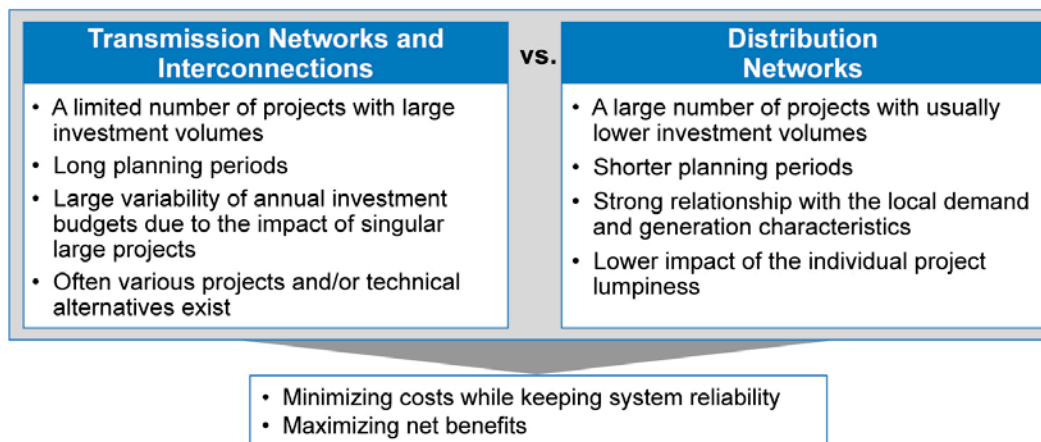 Transmission Networks and
Interconnections
• A limited number of projects with large
investment volumes
• Long planning periods
• Large variability of annual investment
budgets due to the impact of singular
large projects
• Often various projects and/or technical
alternatives exist
vs.
Distribution
Networks
• A large number of projects with usually
lower investment volumes
• Shorter planning periods
• Strong relationship with the local demand
and generation characteristics
• Lower impact of the individual project
lumpiness
• Minimizing costs while keeping system reliability
• Maximizing net benefits